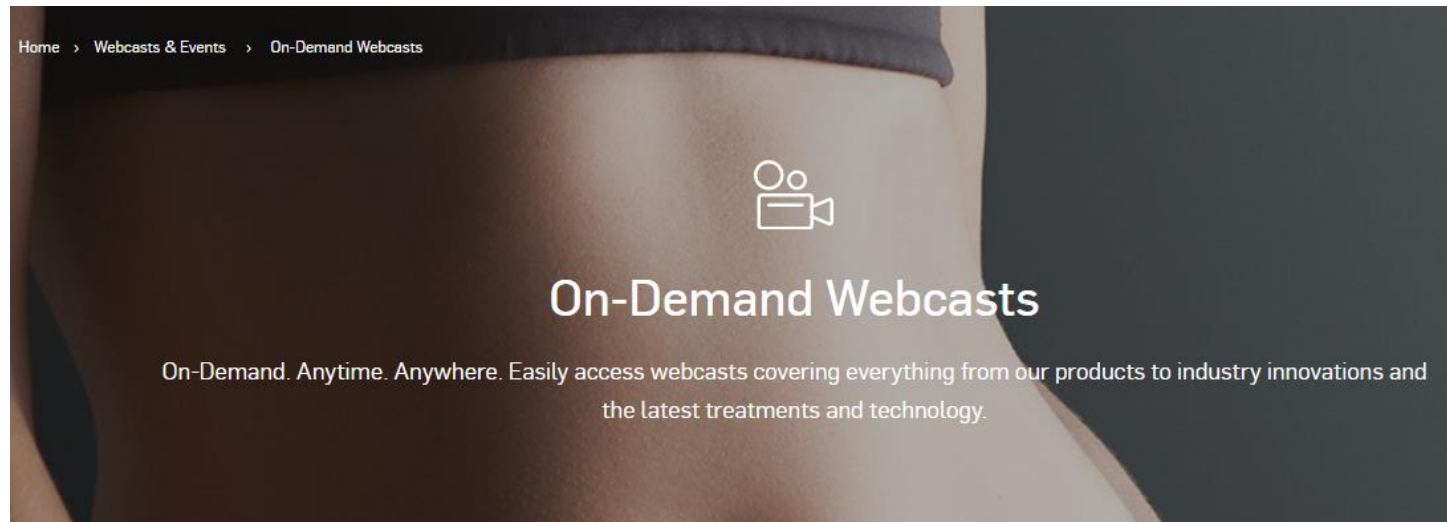 Home > Webcasts & Events > On-Demand Webcasts
On-Demand Webcasts
On-Demand. Anytime. Anywhere. Easily access webcasts covering everything from our products to industry innovations and
the latest treatments and technology.